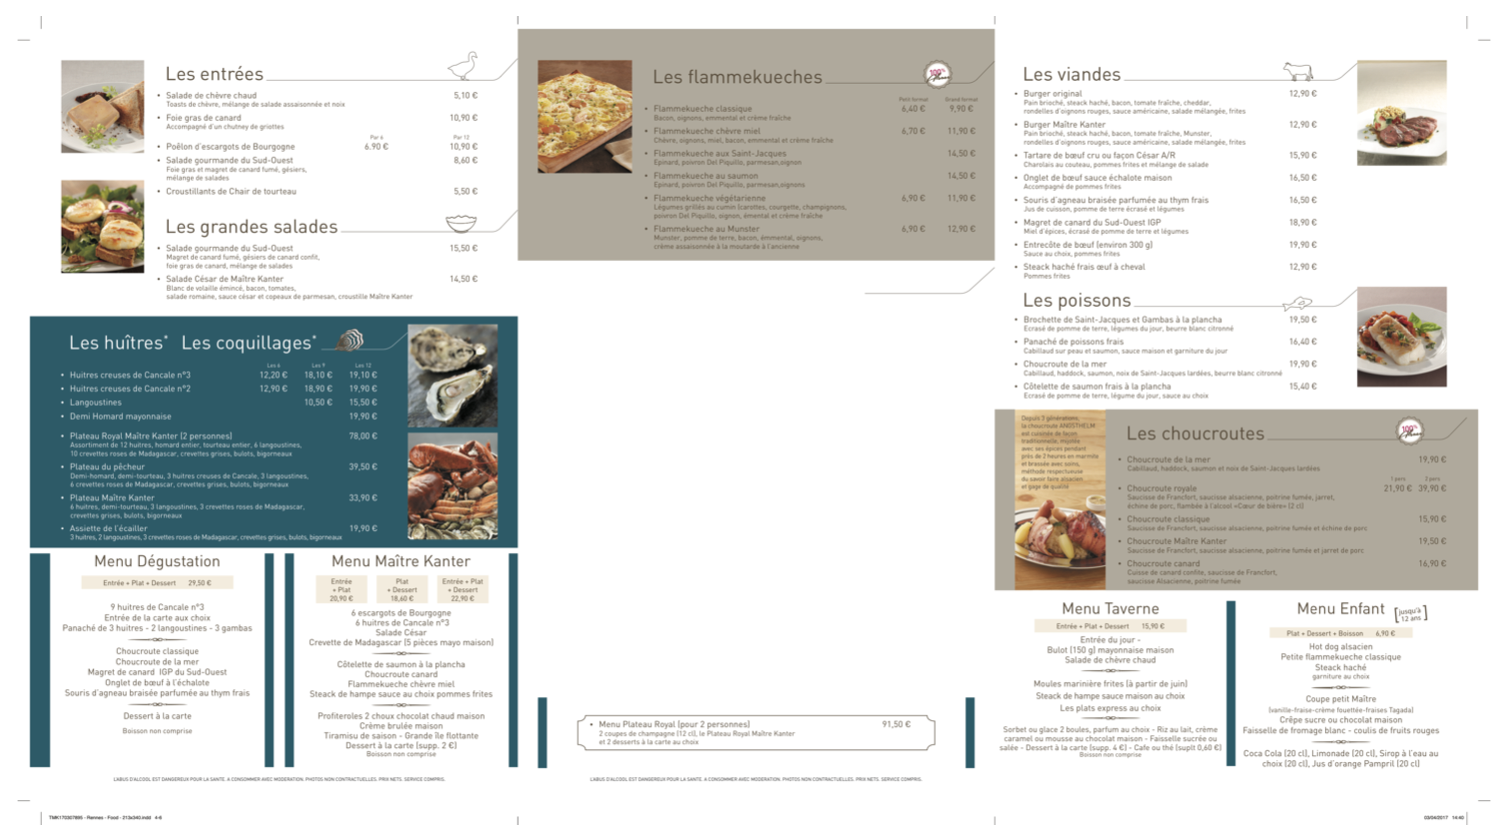 Les entrées
• Salade de chèvre chaud 5,10 €
Toasts de chèvre, mélange de salade assaisonnée et noix
• Foie gras de canard 10,90 €
Accompagné d'un chutney de griottes
Par 6 Par 12
• Poêlon d'escargots de Bourgogne 6.90 € 10,90 €
• Salade gourmande du Sud-Ouest 8,60 €
Foie gras et magret de canard fumé, gésiers,
mélange de salades
• Croustillants de Chair de tourteau 5,50 €
Les grandes salades
• Salade gourmande du Sud-Ouest 15,50 €
Magret de canard fumé, gésiers de canard confit,
foie gras de canard, mélange de salades
• Salade César de Maître Kanter 14,50 €
Blanc de volaille émincé, bacon, tomates,
salade romaine, sauce césar et copeaux de parmesan, croustille Maître Kanter
Les huîtres* Les coquillages*
Les 6 Les 9 Les 12
• Huitres creuses de Cancale n°3 12,20 € 18,10 € 19,10 €
• Huitres creuses de Cancale n°2 12,90 € 18,90 € 19,90 €
• Langoustines 10,50 € 15,50 €
• Demi Homard mayonnaise 19,90 €
• Plateau Royal Maître Kanter (2 personnes) 78,00 €
Assortiment de 12 huitres, homard entier, tourteau entier, 6 langoustines,
10 crevettes roses de Madagascar, crevettes grises, bulots, bigorneaux
• Plateau du pêcheur 39,50 €
Demi-homard, demi-tourteau, 3 huitres creuses de Cancale, 3 langoustines,
6 crevettes roses de Madagascar, crevettes grises, bulots, bigorneaux
• Plateau Maître Kanter 33,90 €
6 huitres, demi-tourteau, 3 langoustines, 3 crevettes roses de Madagascar,
crevettes grises, bulots, bigorneaux
• Assiette de l'écailler 19,90 €
3 huitres, 2 langoustines, 3 crevettes roses de Madagascar, crevettes grises, bulots, bigorneaux
Menu Dégustation
Entrée + Plat + Dessert 29,50 €
9 huitres de Cancale n°3
Entrée de la carte aux choix
Panaché de 3 huitres - 2 langoustines - 3 gambas
Choucroute classique
Choucroute de la mer
Magret de canard IGP du Sud-Ouest
Onglet de bœuf à l'échalote
Souris d'agneau braisée parfumée au thym frais
Dessert à la carte
Boisson non comprise
Menu Maître Kanter
Entrée + Plat 20,90 €
Plat + Dessert 18,60 €
Entrée + Plat + Dessert 22,90 €
6 escargots de Bourgogne
6 huitres de Cancale n°3
Salade César
Crevette de Madagascar (5 pièces mayo maison)
Côtelette de saumon à la plancha
Choucroute canard
Flammekueche chèvre miel
Steack de hampe sauce au choix pommes frites
Profiteroles 2 choux chocolat chaud maison
Crème brulée maison
Tiramisu de saison - Grande île flottante
Dessert à la carte (supp. 2 €)
Boisson non comprise
LABUS D'ALCOOL EST DANGEREUX POUR LA SANTE. A CONSOMMER AVEC MODERATION. PHOTOS NON CONTRACTUELLES. PRIX NETS. SERVICE COMPRIS.
Les flammekueches
100%
Petit format Grand format
• Flammekueche classique 6,40 € 9,90 €
Bacon, oignons, emmental et crème fraîche
• Flammekueche chèvre miel 6,70 € 11,90 €
Chèvre, oignons, miel, bacon, emmental et crème fraîche
• Flammekueche aux Saint-Jacques 14,50 €
Epinard, poivron Del Piquillo, parmesan,oignon
• Flammekueche au saumon 14,50 €
Epinard, poivron Del Piquillo, parmesan,oignons
• Flammekueche végétarienne 6,90 € 11,90 €
Légumes grillés au cumin (carottes, courgette, champignons,
poivron Del Piquillo, oignon, émental et crème fraîche
• Flammekueche au Munster 6,90 € 12,90 €
Munster, pomme de terre, bacon, émmental, oignons,
crème assaisonnée à la moutarde à l'ancienne
• Menu Plateau Royal (pour 2 personnes) 91,50 €
2 coupes de champagne (12 cl), le Plateau Royal Maître Kanter
et 2 desserts à la carte au choix
LABUS D'ALCOOL EST DANGEREUX POUR LA SANTE. A CONSOMMER AVEC MODERATION. PHOTOS NON CONTRACTUELLES. PRIX NETS. SERVICE COMPRIS.
Les viandes
• Burger original 12,90 €
Pain brioché, steack haché, bacon, tomate fraîche, cheddar,
rondelles d'oignons rouges, sauce américaine, salade mélangée, frites
• Burger Maître Kanter 12,90 €
Pain brioché, steack haché, bacon, tomate fraîche, Munster,
rondelles d'oignons rouges, sauce américaine, salade mélangée, frites
• Tartare de bœuf cru ou façon César A/R 15,90 €
Charolais au couteau, pommes frites et mélange de salade
• Onglet de bœuf sauce échalote maison 16,50 €
Accompagné de pommes frites
• Souris d'agneau braisée parfumée au thym frais 16,50 €
Jus de cuisson, pomme de terre écrasé et légumes
• Magret de canard du Sud-Ouest IGP 18,90 €
Miel d'épices, écrasé de pomme de terre et légumes
• Entrecôte de bœuf (environ 300 g) 19,90 €
Sauce au choix, pommes frites
• Steack haché frais œuf à cheval 12,90 €
Pommes frites
Les poissons
• Brochette de Saint-Jacques et Gambas à la plancha 19,50 €
Ecrasé de pomme de terre, légumes du jour, beurre blanc citronné
• Panaché de poissons frais 16,40 €
Cabillaud sur peau et saumon, sauce maison et garniture du jour
• Choucroute de la mer 19,90 €
Cabillaud, haddock, saumon, noix de Saint-Jacques lardées, beurre blanc citronné
• Côtelette de saumon frais à la plancha 15,40 €
Ecrasé de pomme de terre, légume du jour, sauce au choix
Depuis 3 générations,
la choucroute ANGSTHELM
est cuisinée de façon
traditionnelle, mijotée
avec ses épices pendant
près de 2 heures en marmite
et brassée avec soins,
méthode respectueuse
du savoir faire alsacien
et gage de qualité
Les choucroutes
100%
• Choucroute de la mer 19,90 €
Cabillaud, haddock, saumon et noix de Saint-Jacques lardées
1 pers 2 pers
• Choucroute royale 21,90 € 39,90 €
Saucisse de Francfort, saucisse alsacienne, poitrine fumée, jarret,
échine de porc, flambée à l'alcool «Cœur de bière» (2 cl)
• Choucroute classique 15,90 €
Saucisse de Francfort, saucisse alsacienne, poitrine fumée et échine de porc
• Choucroute Maître Kanter 19,50 €
Saucisse de Francfort, saucisse alsacienne, poitrine fumée et jarret de porc
• Choucroute canard 16,90 €
Cuisse de canard confite, saucisse de Francfort,
saucisse Alsacienne, poitrine fumée
Menu Taverne
Entrée + Plat + Dessert 15,90 €
Entrée du jour -
Bulot (150 g) mayonnaise maison
Salade de chèvre chaud
Moules marinière frites (à partir de juin)
Steack de hampe sauce maison au choix
Les plats express au choix
Sorbet ou glace 2 boules, parfum au choix - Riz au lait, crème
caramel ou mousse au chocolat maison - Faisselle sucrée ou
salée - Dessert à la carte (supp. 4 €) - Cafe ou thé (suplt 0,60 €)
Boisson non comprise
Menu Enfant [jusqu'à 12 ans]
Plat + Dessert + Boisson 6,90 €
Hot dog alsacien
Petite flammekueche classique
Steack haché
garniture au choix
Coupe petit Maître
(vanille-fraise-crème fouettée-fraises Tagada)
Crêpe sucre ou chocolat maison
Faisselle de fromage blanc - coulis de fruits rouges
Coca Cola (20 cl), Limonade (20 cl), Sirop à l'eau au
choix (20 cl), Jus d'orange Pampril (20 cl)
TMK170307895 - Rennes - Food - 213x340.indd 4-6
03/04/2017 14:40